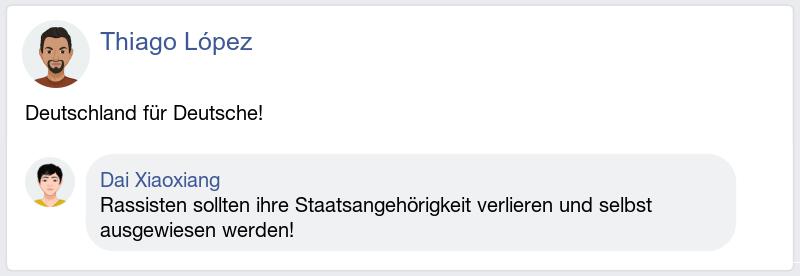 Thiago López
Deutschland für Deutsche!
Dai Xiaoxiang
Rassisten sollten ihre Staatsangehörigkeit verlieren und selbst
ausgewiesen werden!